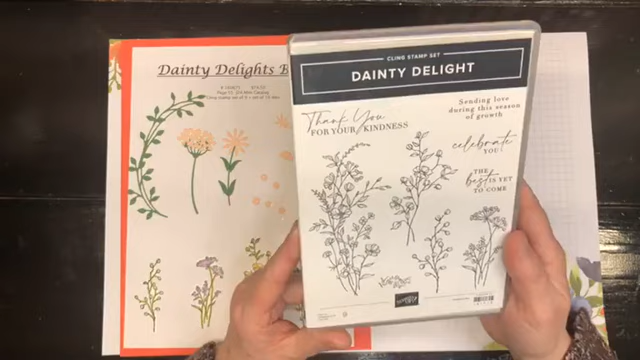 Dainty Delights B
CLING STAMP SET
DAINTY DELIGHT
Thank You
FOR YOUR KINDNESS
Sending love
during this season
of growth
celebrate
YOU
THE
best IS YET
TO COME